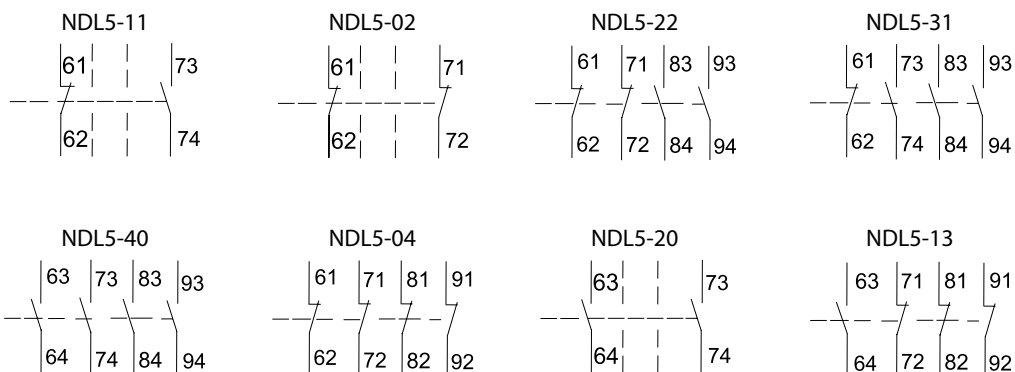 NDL5-11 NDL5-02 NDL5-22 NDL5-31
61 73 61 71 61 71 83 93 61 73 83 93
62 74 62 72 62 72 84 94 62 74 84 94
NDL5-40 NDL5-04 NDL5-20 NDL5-13
63 73 83 93 61 71 81 91 63 73 63 71 81 91
64 74 84 94 62 72 82 92 64 74 64 72 82 92